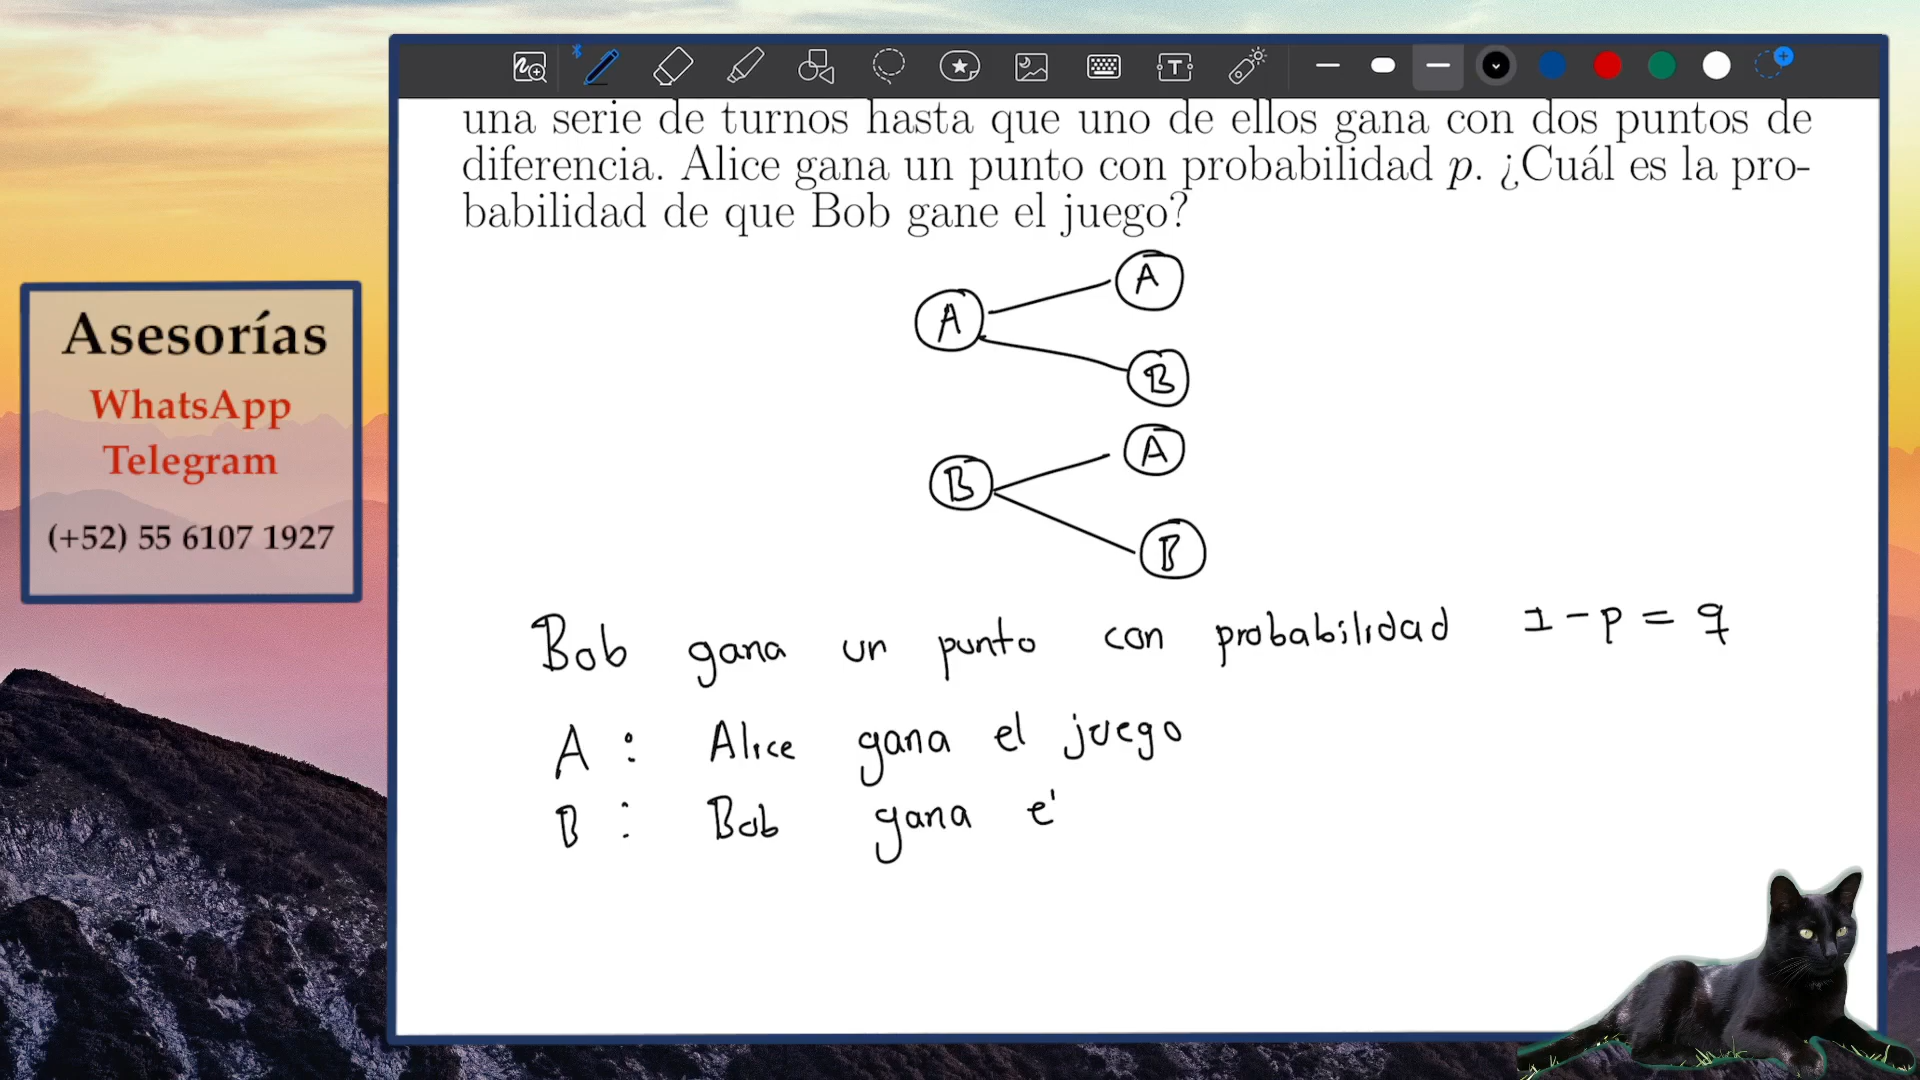 una serie de turnos hasta que uno de ellos gana con dos puntos de
diferencia. Alice gana un punto con probabilidad p. ¿Cuál es la pro-
babilidad de que Bob gane el juego?
A
A
B
A
B
B
Bob gana un punto con probabilidad 1 - p = q
A : Alice gana el juego
B : Bob gana e'
Asesorías
WhatsApp
Telegram
(+52) 55 6107 1927